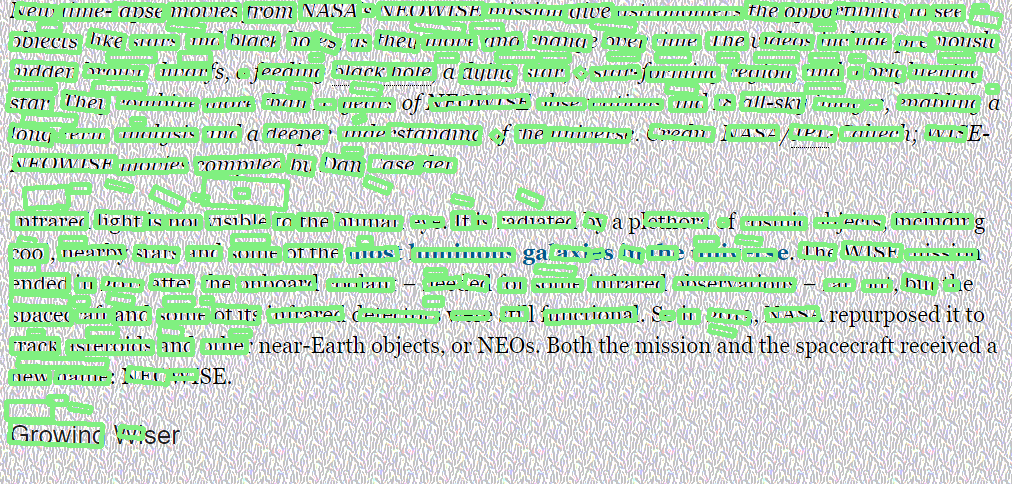 New time-lapse movies from NASA's NEOWISE mission give astronomers the opportunity to see
objects like stars and black holes as they move and change over time. The videos include previously
hidden brown dwarfs, a feeding black hole, a dying star, a star-forming region, and a brightening
star. They combine more than 10 years of NEOWISE observations and 18 all-sky images, enabling a
long-term analysis and a deeper understanding of the universe. Credit: NASA/JPL-Caltech; WISE-
NEOWISE movies compiled by Dan Caselden
Infrared light is not visible to the human eye. It is radiated by a plethora of cosmic objects, including
cool, nearby stars and some of the most luminous galaxies in the universe. The WISE mission
ended in 2011 after the onboard coolant – needed for some infrared observations – ran out, but the
spacecraft and some of its infrared detectors were still functional. So in 2013, NASA repurposed it to
track asteroids and other near-Earth objects, or NEOs. Both the mission and the spacecraft received a
new name: NEOWISE.
Growing Wiser